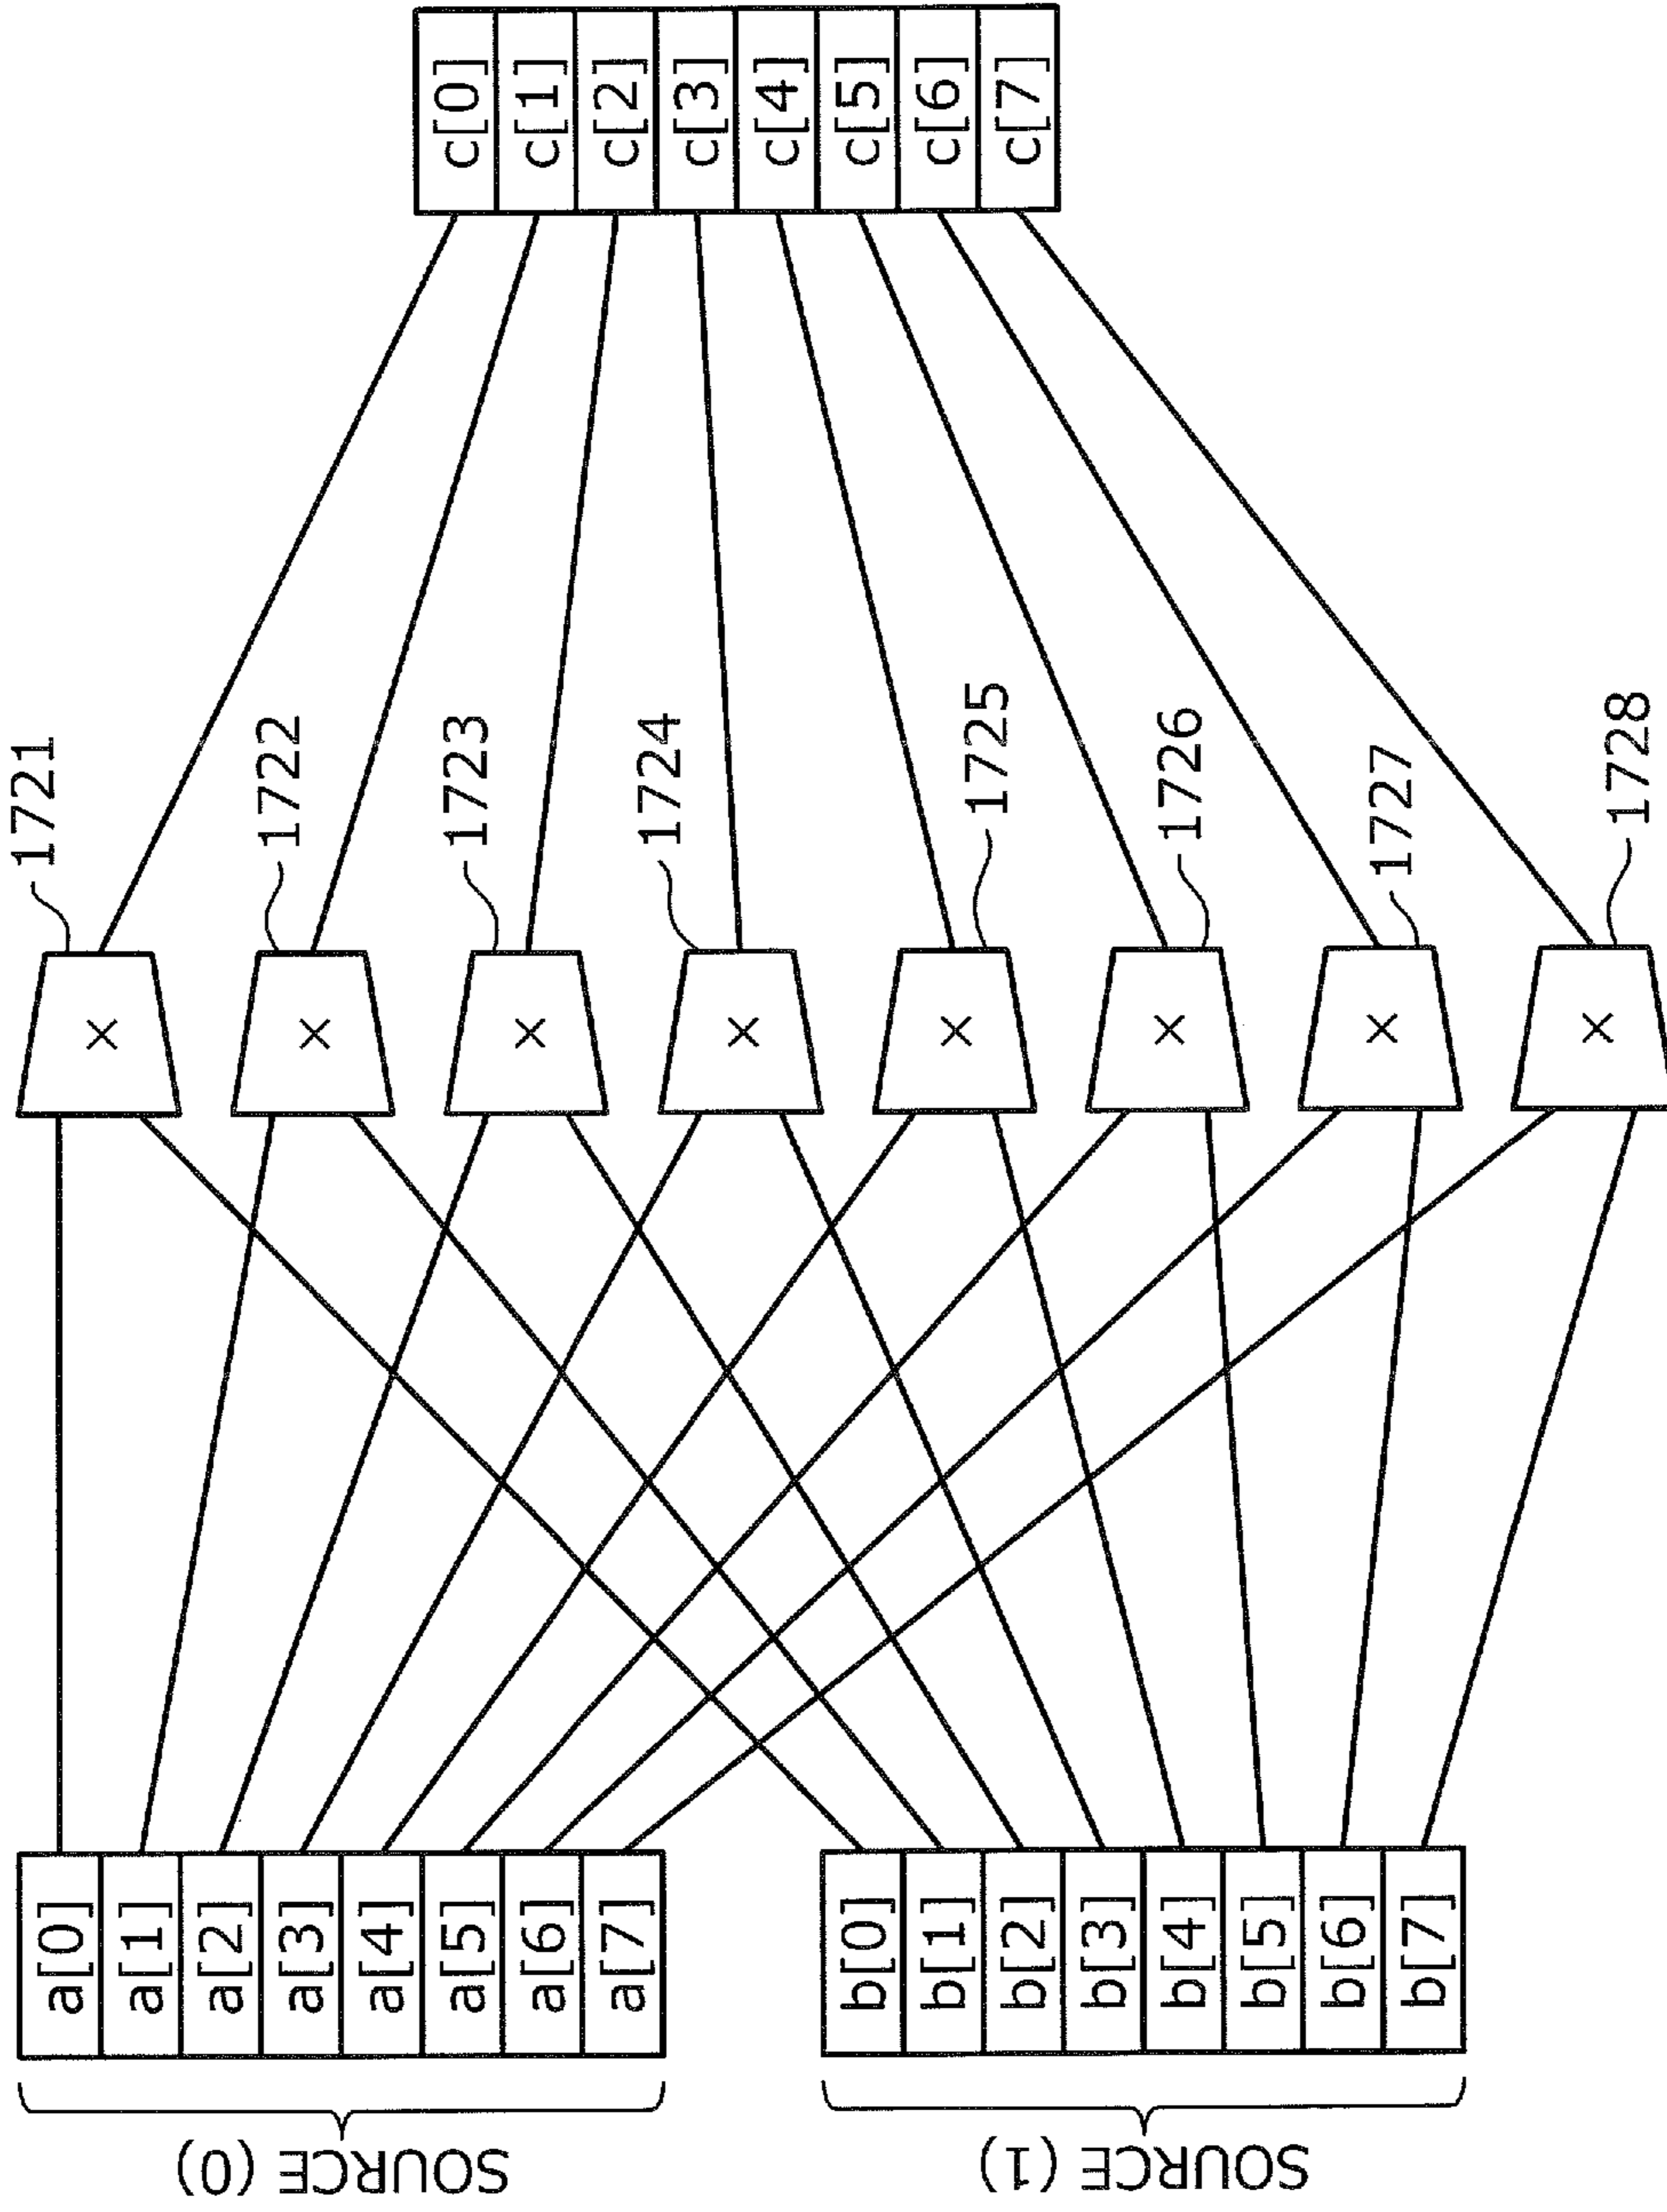 SOURCE (0)
a[0]
a[1]
a[2]
a[3]
a[4]
a[5]
a[6]
a[7]
SOURCE (1)
b[0]
b[1]
b[2]
b[3]
b[4]
b[5]
b[6]
b[7]
×
1721
×
1722
×
1723
×
1724
×
1725
×
1726
×
1727
×
1728
c[0]
c[1]
c[2]
c[3]
c[4]
c[5]
c[6]
c[7]